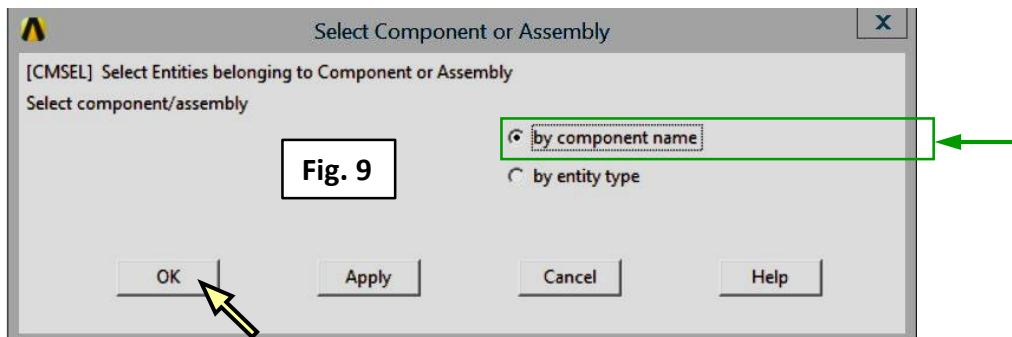 Select Component or Assembly
X
[CMSEL] Select Entities belonging to Component or Assembly
Select component/assembly
by component name
Fig. 9
by entity type
OK
Apply
Cancel
Help